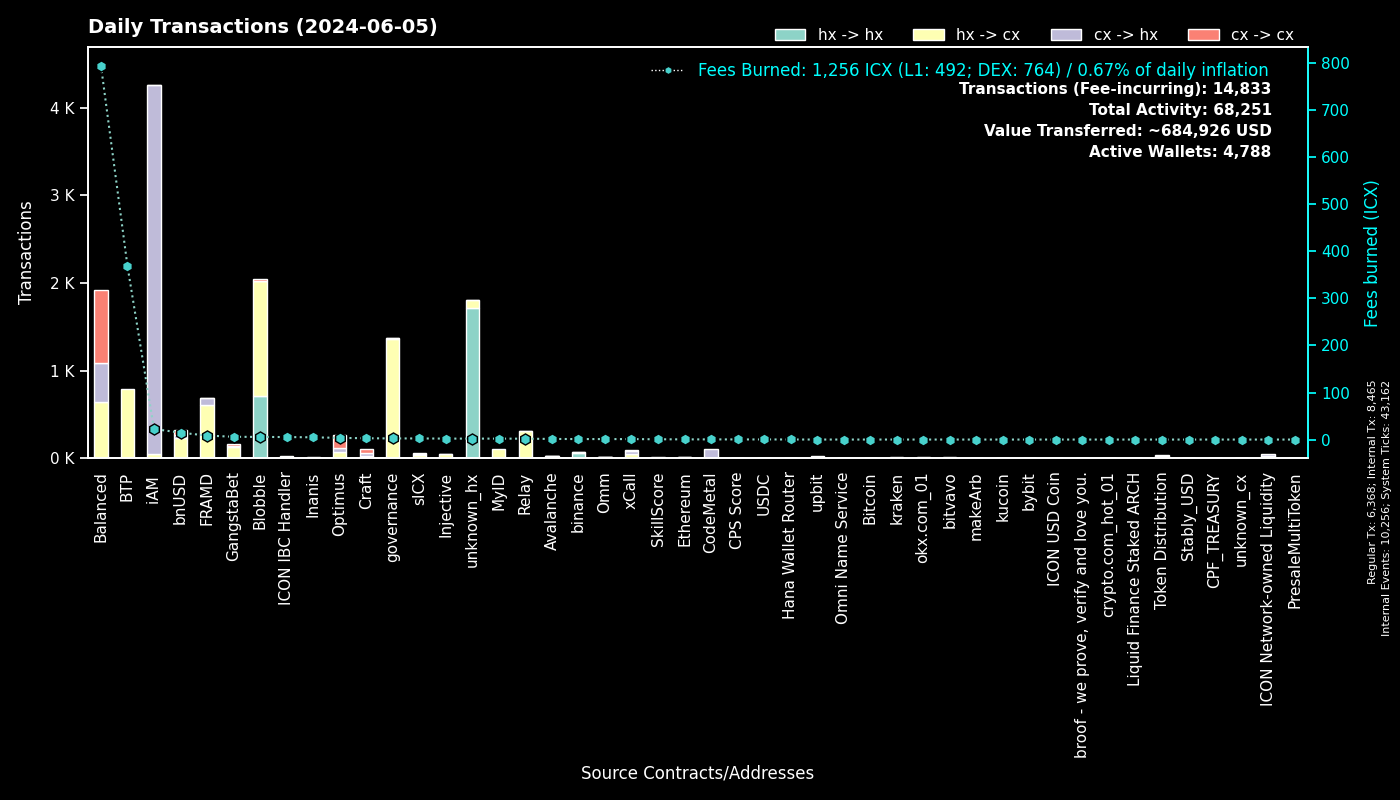 Daily Transactions (2024-06-05)
hx -> hx
hx -> cx
cx -> hx
cx -> cx
Fees Burned: 1,256 ICX (L1: 492; DEX: 764) / 0.67% of daily inflation
Transactions (Fee-incurring): 14,833
Total Activity: 68,251
Value Transferred: ~684,926 USD
Active Wallets: 4,788
Transactions
4 K
3 K
2 K
1 K
0 K
800
700
600
500
400
300
200
100
0
Fees burned (ICX)
Regular Tx: 6,368; Internal Tx: 8,465
Internal Events: 10,256; System Ticks: 43,162
Balanced
BTP
iAM
bnUSD
FRAMD
GangstaBet
Blobble
ICON IBC Handler
Inanis
Optimus
Craft
governance
sICX
Injective
unknown_hx
MyID
Relay
Avalanche
binance
Omm
xCall
SkillScore
Ethereum
CodeMetal
CPS Score
USDC
Hana Wallet Router
upbit
Omni Name Service
Bitcoin
kraken
okx.com_01
bitvavo
makeArb
kucoin
bybit
ICON USD Coin
broof - we prove, verify and love you.
crypto.com_hot_01
Liquid Finance Staked ARCH
Token Distribution
Stably_USD
CPF_TREASURY
unknown_cx
ICON Network-owned Liquidity
PresaleMultiToken
Source Contracts/Addresses